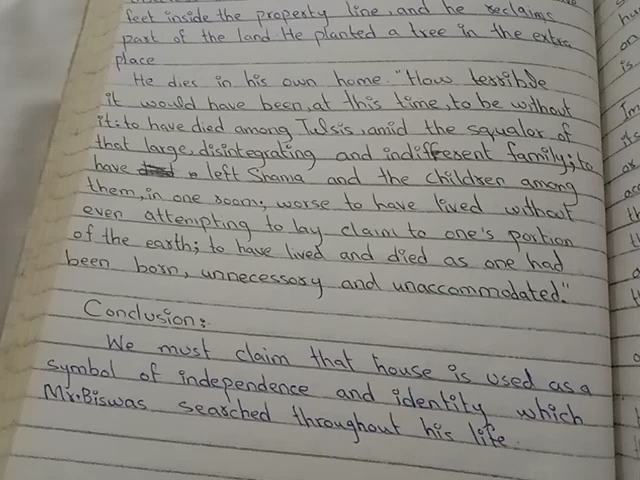 feet inside the property line, and he reclaims
part of the land. He planted a tree in the extra
place
He dies in his own home. "How terrible
it would have been, at this time, to be without
it: to have died among Tulsis, amid the squalor of
that large, disintegrating and indifferent family; to
have left Shama and the children among
them, in one room; worse to have lived without
even attempting to lay claim to one's portion
of the earth; to have lived and died as one had
been born, unnecessory and unaccommodated."
Conclusion:
We must claim that house is used as a
symbol of independence and identity which
Mr. Biswas searched throughout his life.